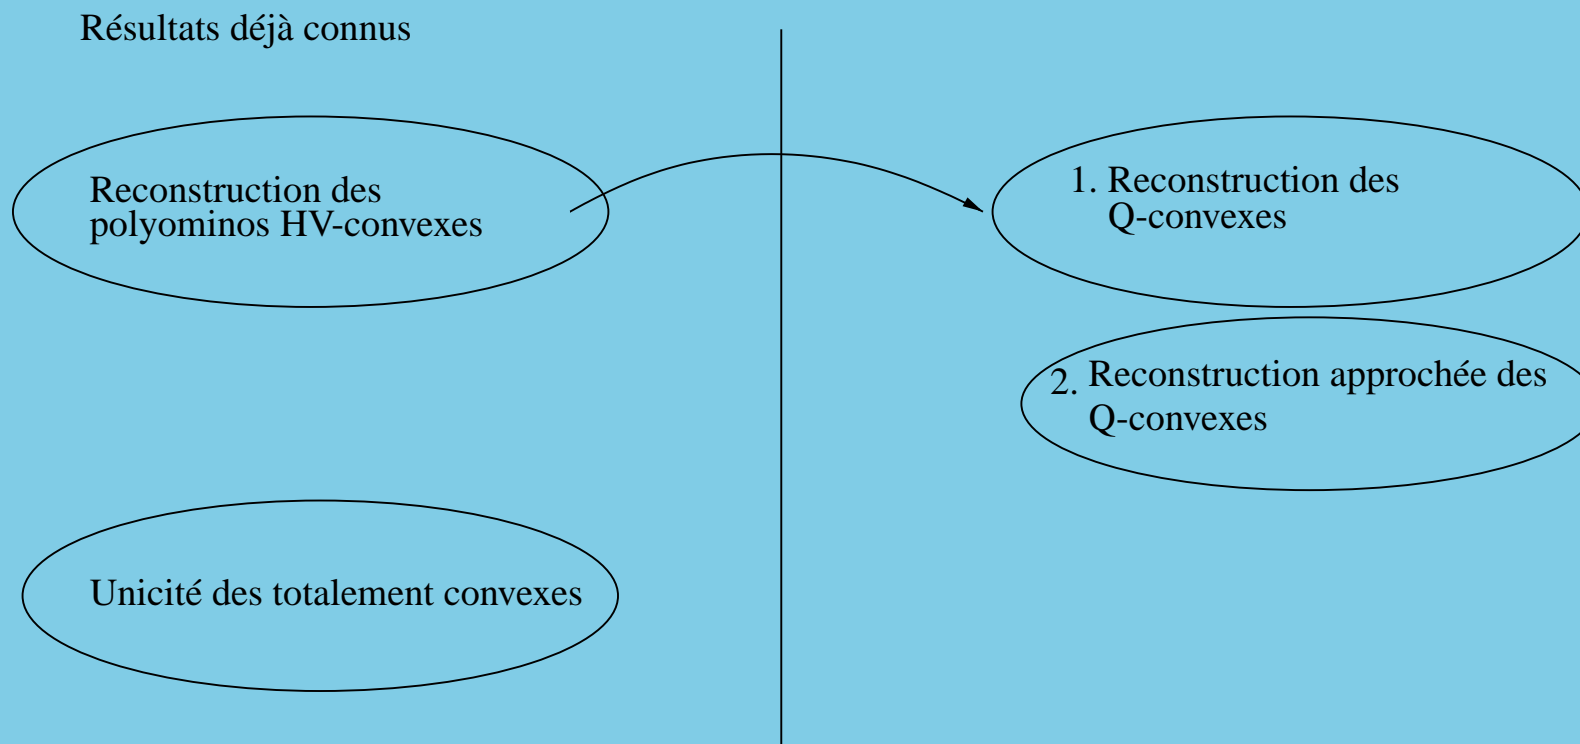 Résultats déjà connus
Reconstruction des
polyominos HV-convexes
1. Reconstruction des
Q-convexes
2. Reconstruction approchée des
Q-convexes
Unicité des totalement convexes